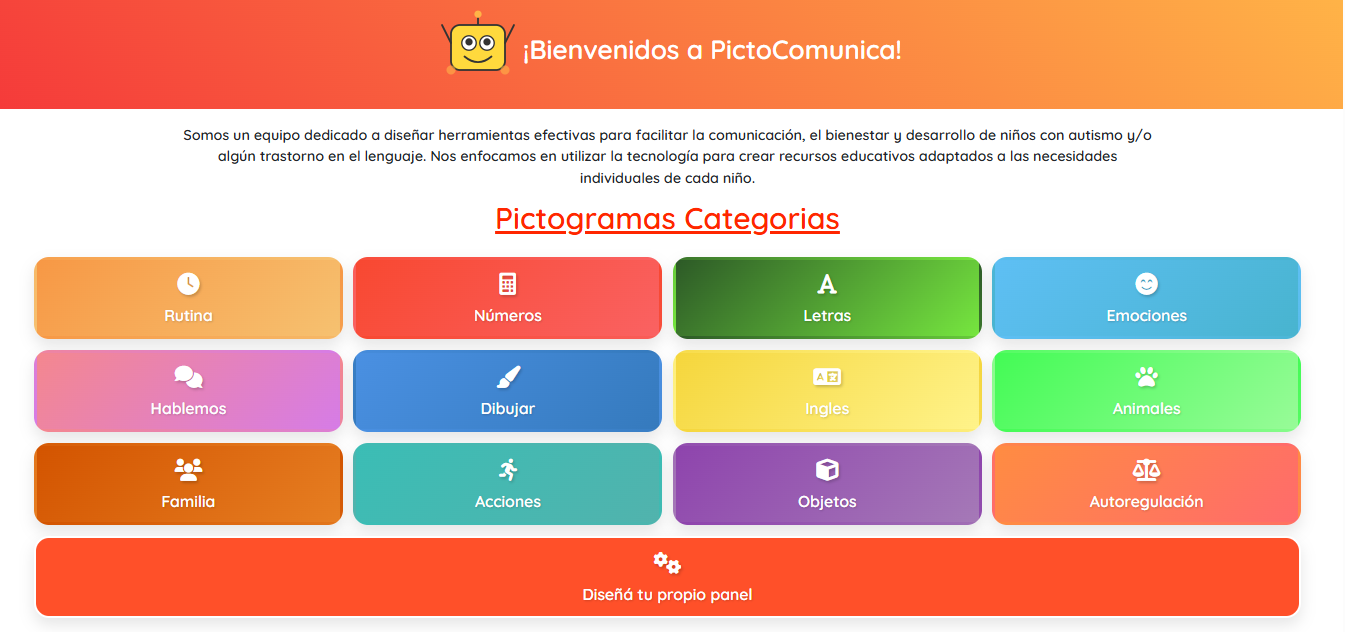 ¡Bienvenidos a PictoComunica!
Somos un equipo dedicado a diseñar herramientas efectivas para facilitar la comunicación, el bienestar y desarrollo de niños con autismo y/o
algún trastorno en el lenguaje. Nos enfocamos en utilizar la tecnología para crear recursos educativos adaptados a las necesidades
individuales de cada niño.
Pictogramas Categorias
Rutina
Números
Letras
Emociones
Hablemos
Dibujar
Ingles
Animales
Familia
Acciones
Objetos
Autoregulación
Diseñá tu propio panel